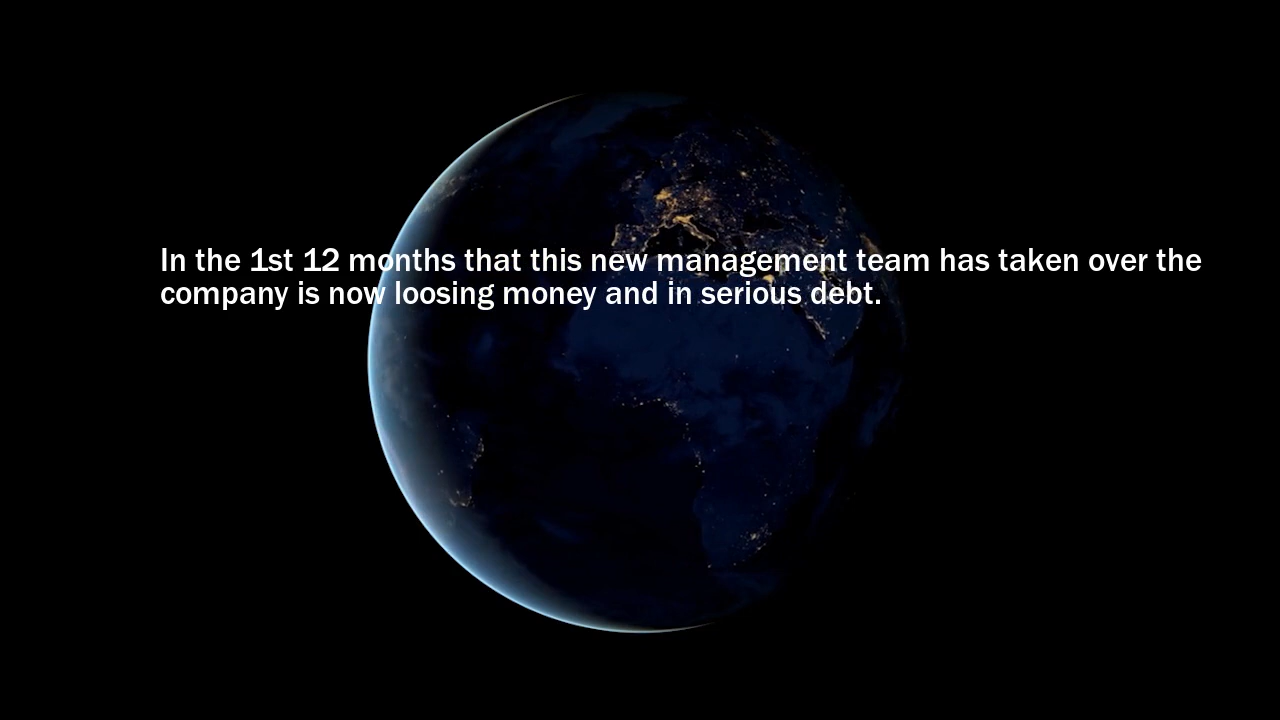 In the 1st 12 months that this new management team has taken over the
company is now loosing money and in serious debt.